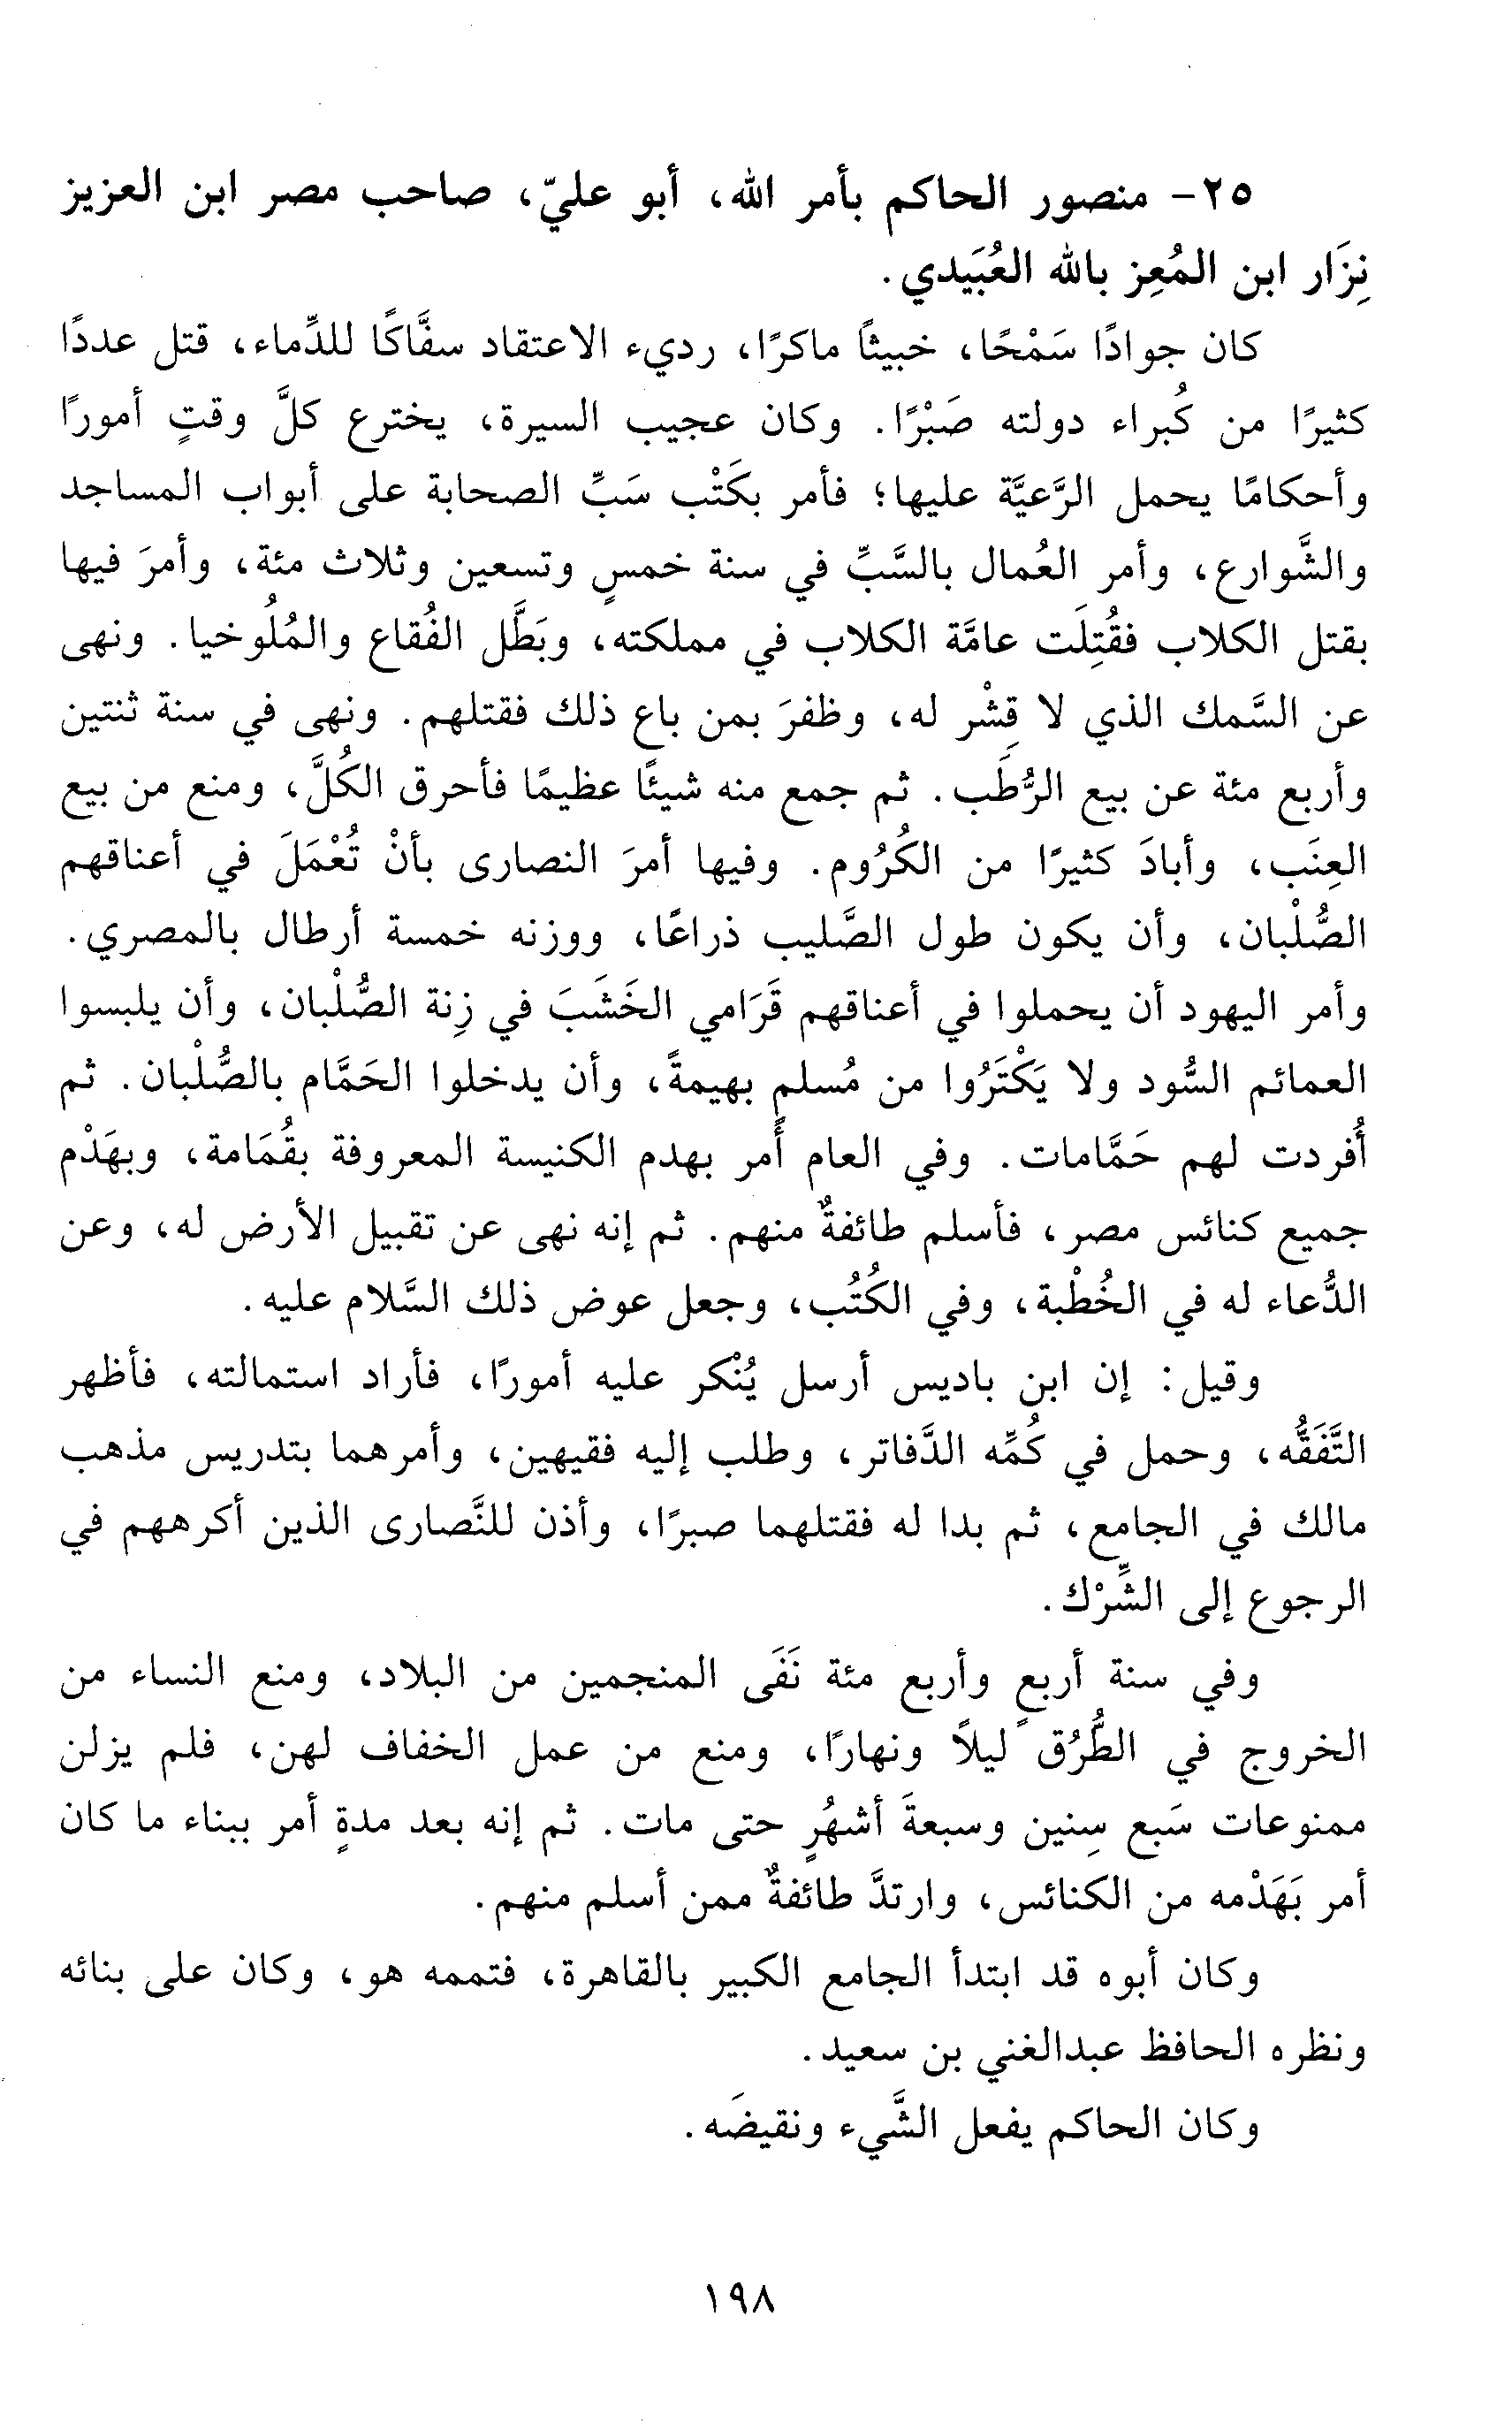 ٢٥- منصور الحاكم بأمر الله، أبو عليّ، صاحب مصر ابن العزيز
نِزَار ابن المُعِز بالله العُبَيدي.
كان جوادًا سَمْحًا، خبيثًا ماكرًا، رديء الاعتقاد سفَّاكًا للدِّماء، قتل عددًا
كثيرًا من كُبراء دولته صَبْرًا. وكان عجيب السيرة، يخترع كلَّ وقتٍ أمورًا
وأحكامًا يحمل الرَّعيَّة عليها؛ فأمر بكَتْب سَبِّ الصحابة على أبواب المساجد
والشَّوارع، وأمر العُمال بالسَّبِّ في سنة خمسٍ وتسعين وثلاث مئة، وأمرَ فيها
بقتل الكلاب فقُتِلَت عامَّة الكلاب في مملكته، وبَطَّل الفُقاع والمُلُوخيا. ونهى
عن السَّمك الذي لا قِشْر له، وظفرَ بمن باع ذلك فقتلهم. ونهى في سنة ثنتين
وأربع مئة عن بيع الرُّطَب. ثم جمع منه شيئًا عظيمًا فأحرق الكُلَّ، ومنع من بيع
العِنَب، وأبادَ كثيرًا من الكُرُوم. وفيها أمرَ النصارى بأنْ تُعْمَلَ في أعناقهم
الصُّلْبان، وأن يكون طول الصَّليب ذراعًا، ووزنه خمسة أرطال بالمصري.
وأمر اليهود أن يحملوا في أعناقهم قَرَامي الخَشَبَ في زِنة الصُّلْبان، وأن يلبسوا
العمائم السُّود ولا يَكْتَرُوا من مُسلمٍ بهيمةً، وأن يدخلوا الحَمَّام بالصُّلْبان. ثم
أُفردت لهم حَمَّامات. وفي العام أُمر بهدم الكنيسة المعروفة بقُمَامة، وبهَدْم
جميع كنائس مصر، فأسلم طائفةٌ منهم. ثم إنه نهى عن تقبيل الأرض له، وعن
الدُّعاء له في الخُطْبة، وفي الكُتُب، وجعل عوض ذلك السَّلام عليه.
وقيل: إن ابن باديس أرسل يُنْكر عليه أمورًا، فأراد استمالته، فأظهر
التَّفَقُّه، وحمل في كُمِّه الدَّفاتر، وطلب إليه فقيهين، وأمرهما بتدريس مذهب
مالك في الجامع، ثم بدا له فقتلهما صبرًا، وأذن للنَّصارى الذين أكرههم في
الرجوع إلى الشِّرْك.
وفي سنة أربعٍ وأربع مئة نَفَى المنجمين من البلاد، ومنع النساء من
الخروج في الطُّرُق ليلًا ونهارًا، ومنع من عمل الخفاف لهن، فلم يزلن
ممنوعات سَبع سِنين وسبعةَ أشهُرٍ حتى مات. ثم إنه بعد مدةٍ أمر ببناء ما كان
أمر بَهَدْمه من الكنائس، وارتدَّ طائفةٌ ممن أسلم منهم.
وكان أبوه قد ابتدأ الجامع الكبير بالقاهرة، فتممه هو، وكان على بنائه
ونظره الحافظ عبدالغني بن سعيد.
وكان الحاكم يفعل الشَّيء ونقيضَه.
١٩٨